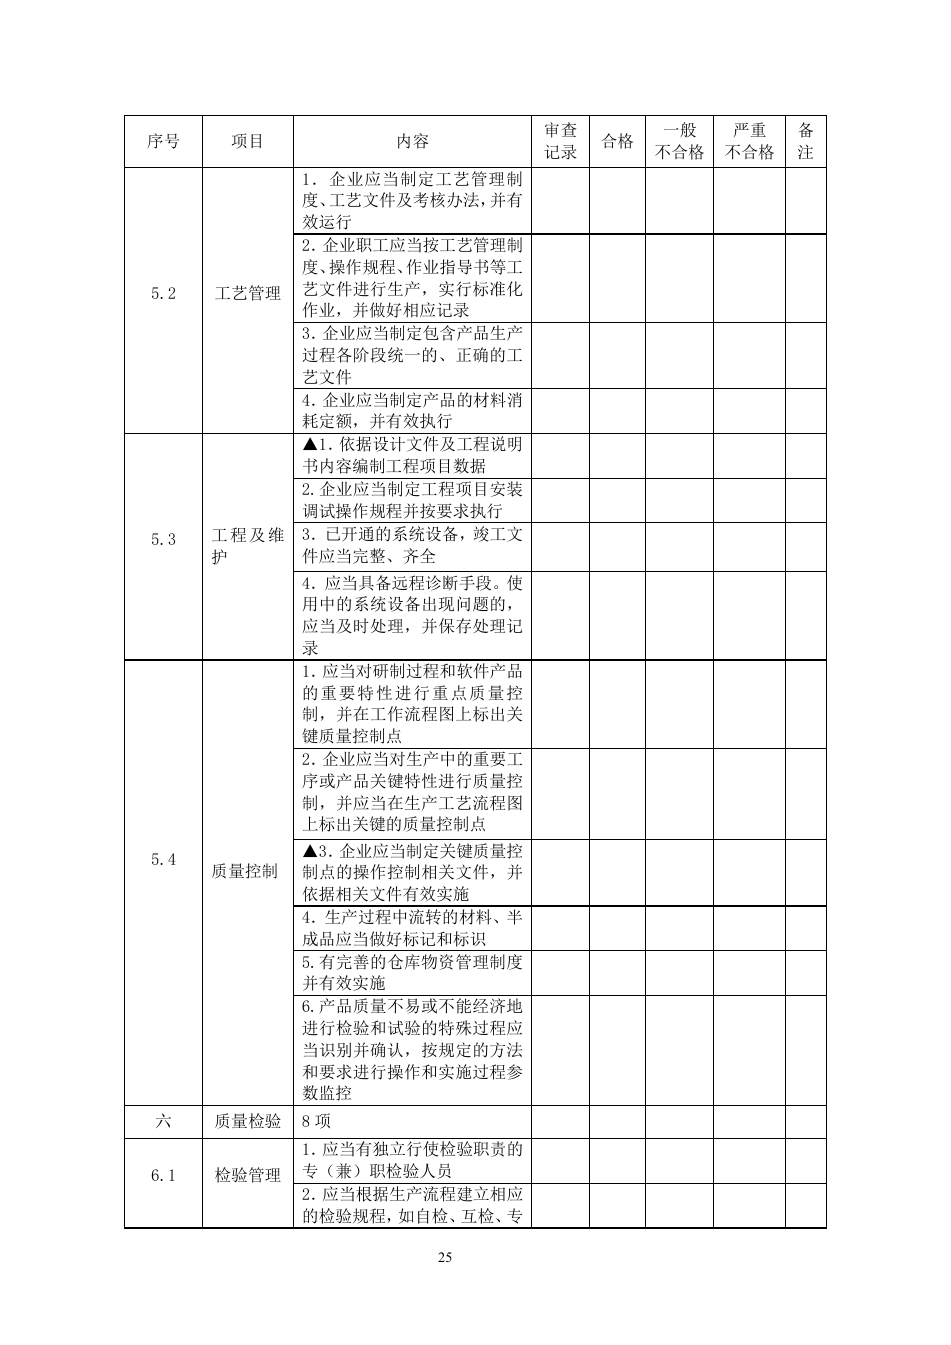 序号 项目 内容 审查记录 合格 一般不合格 严重不合格 备注
5.2 工艺管理
1. 企业应当制定工艺管理制
度、工艺文件及考核办法,并有
效运行
2. 企业职工应当按工艺管理制
度、操作规程、作业指导书等工
艺文件进行生产，实行标准化
作业，并做好相应记录
3. 企业应当制定包含产品生产
过程各阶段统一的、正确的工
艺文件
4. 企业应当制定产品的材料消
耗定额，并有效执行
5.3 工程及维护
▲1. 依据设计文件及工程说明
书内容编制工程项目数据
2. 企业应当制定工程项目安装
调试操作规程并按要求执行
3. 已开通的系统设备，竣工文
件应当完整、齐全
4. 应当具备远程诊断手段。使
用中的系统设备出现问题的，
应当及时处理，并保存处理记
录
5.4 质量控制
1. 应当对研制过程和软件产品
的重要特性进行重点质量控
制，并在工作流程图上标出关
键质量控制点
2. 企业应当对生产中的重要工
序或产品关键特性进行质量控
制，并应当在生产工艺流程图
上标出关键的质量控制点
▲3. 企业应当制定关键质量控
制点的操作控制相关文件，并
依据相关文件有效实施
4. 生产过程中流转的材料、半
成品应当做好标记和标识
5. 有完善的仓库物资管理制度
并有效实施
6. 产品质量不易或不能经济地
进行检验和试验的特殊过程应
当识别并确认，按规定的方法
和要求进行操作和实施过程参
数监控
六 质量检验 8 项
6.1 检验管理
1. 应当有独立行使检验职责的
专（兼）职检验人员
2. 应当根据生产流程建立相应
的检验规程，如自检、互检、专
25